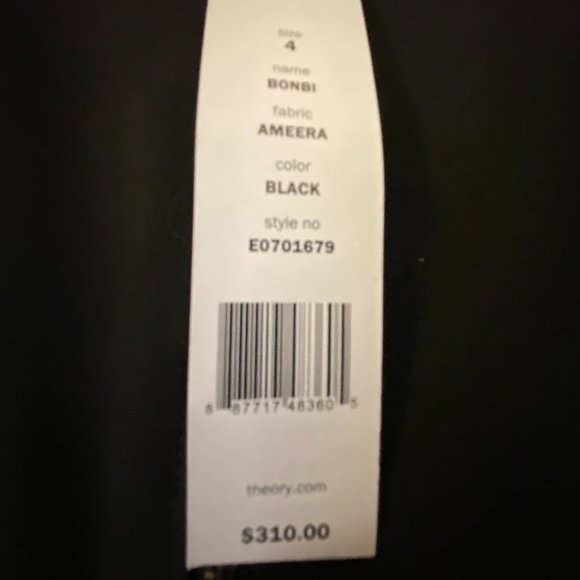 size
4
name
BONBI
fabric
AMEERA
color
BLACK
style no
E0701679
8 87717 48360 5
theory.com
$310.00